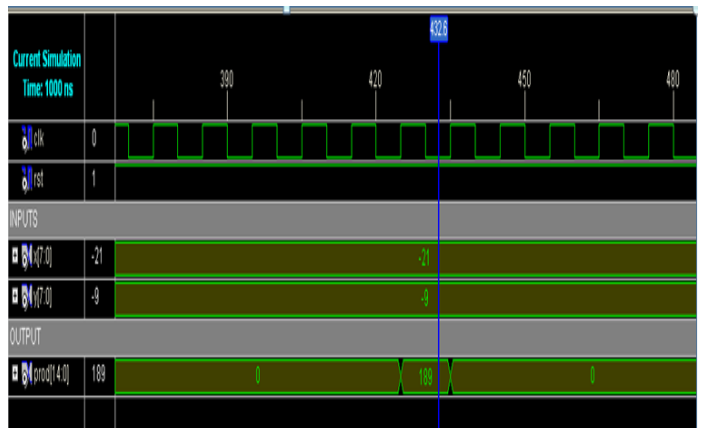 432.6
Current Simulation
Time: 1000 ns
390 420 450 480
clk 0
rst 1
INPUTS
x[7:0] -21 -21
y[7:0] -9 -9
OUTPUT
prod[14:0] 189 0 189 0